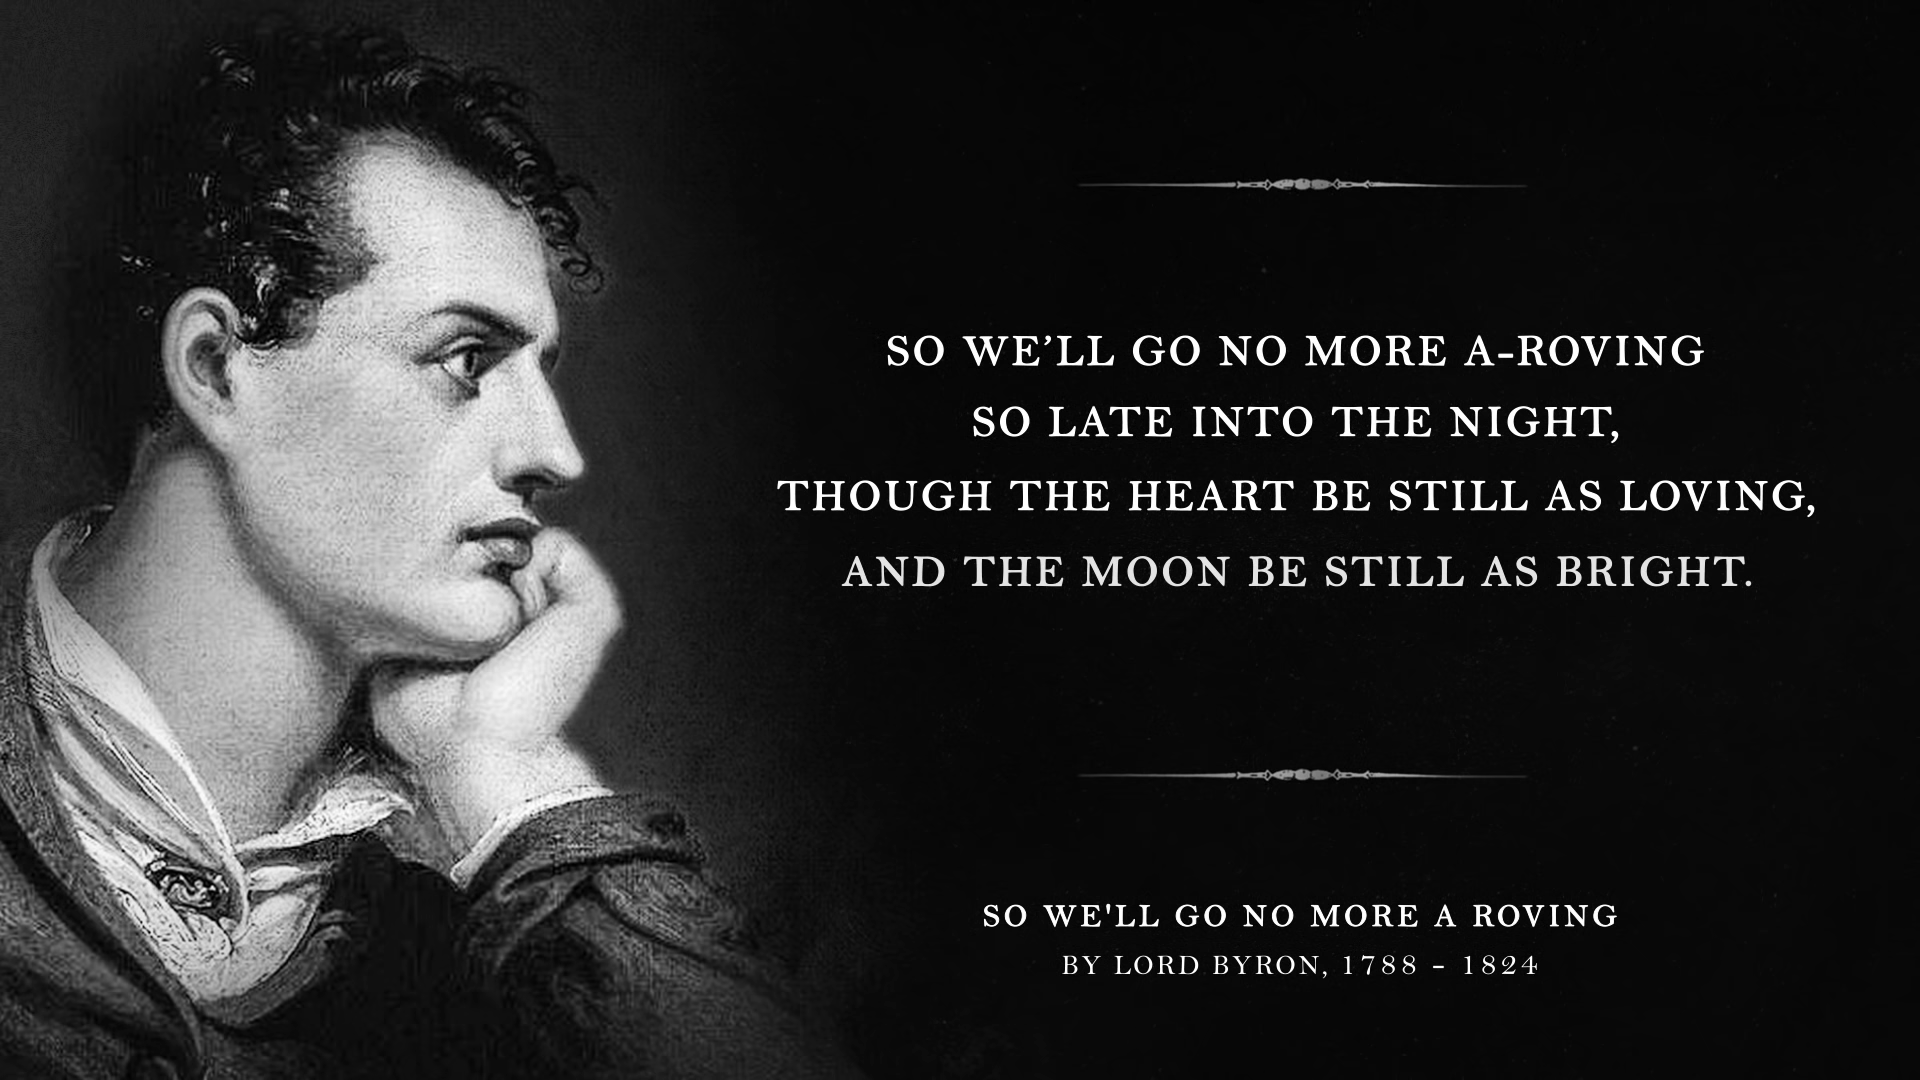 SO WE’LL GO NO MORE A-ROVING
SO LATE INTO THE NIGHT,
THOUGH THE HEART BE STILL AS LOVING,
AND THE MOON BE STILL AS BRIGHT.
SO WE'LL GO NO MORE A ROVING
BY LORD BYRON, 1788 - 1824